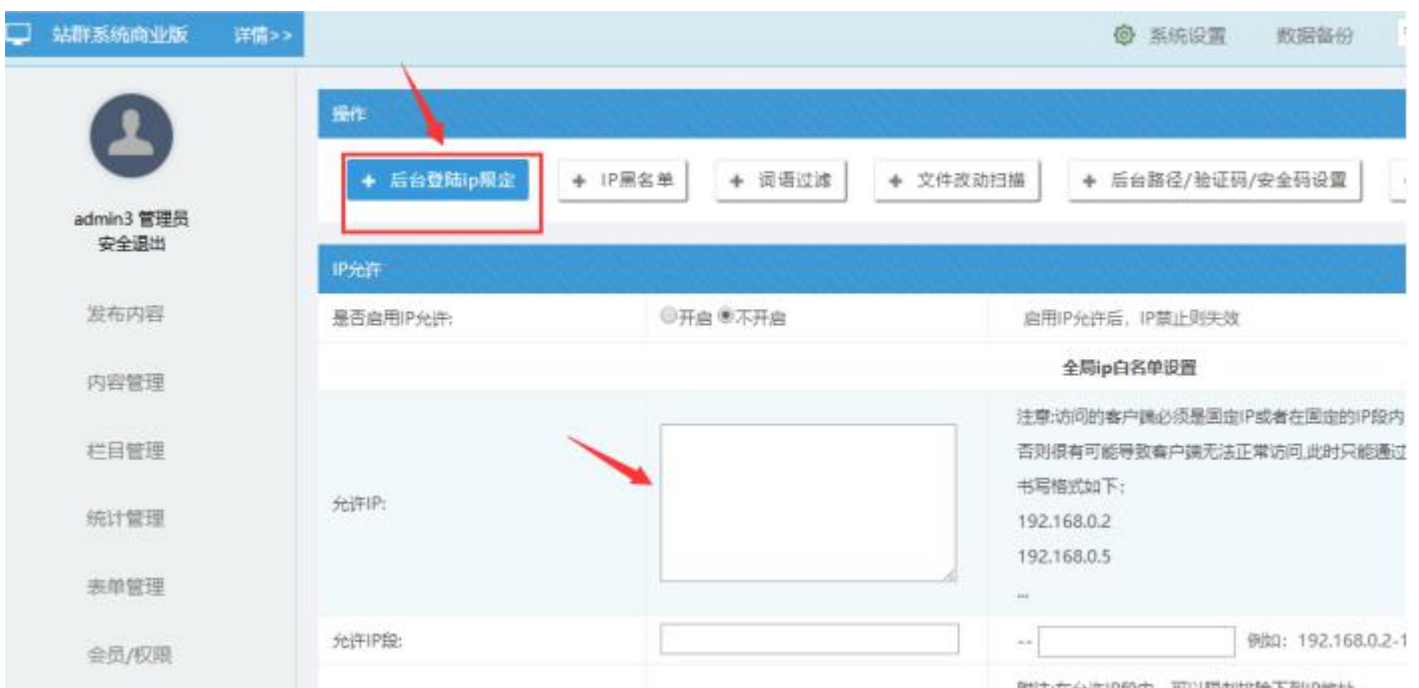 站群系统商业版 详情>> 系统设置 数据备份
操作
+ 后台登陆ip限定 + IP黑名单 + 词语过滤 + 文件改动扫描 + 后台路径/验证码/安全码设置
admin3 管理员
安全退出
发布内容
内容管理
栏目管理
统计管理
表单管理
会员/权限
IP允许
是否启用IP允许: 开启 不开启 启用IP允许后，IP禁止则失效
全局ip白名单设置
允许IP:
注意:访问的客户端必须是固定IP或者在固定的IP段内
否则很有可能导致客户端无法正常访问,此时只能通过
书写格式如下:
192.168.0.2
192.168.0.5
...
允许IP段: -- 例如: 192.168.0.2-1